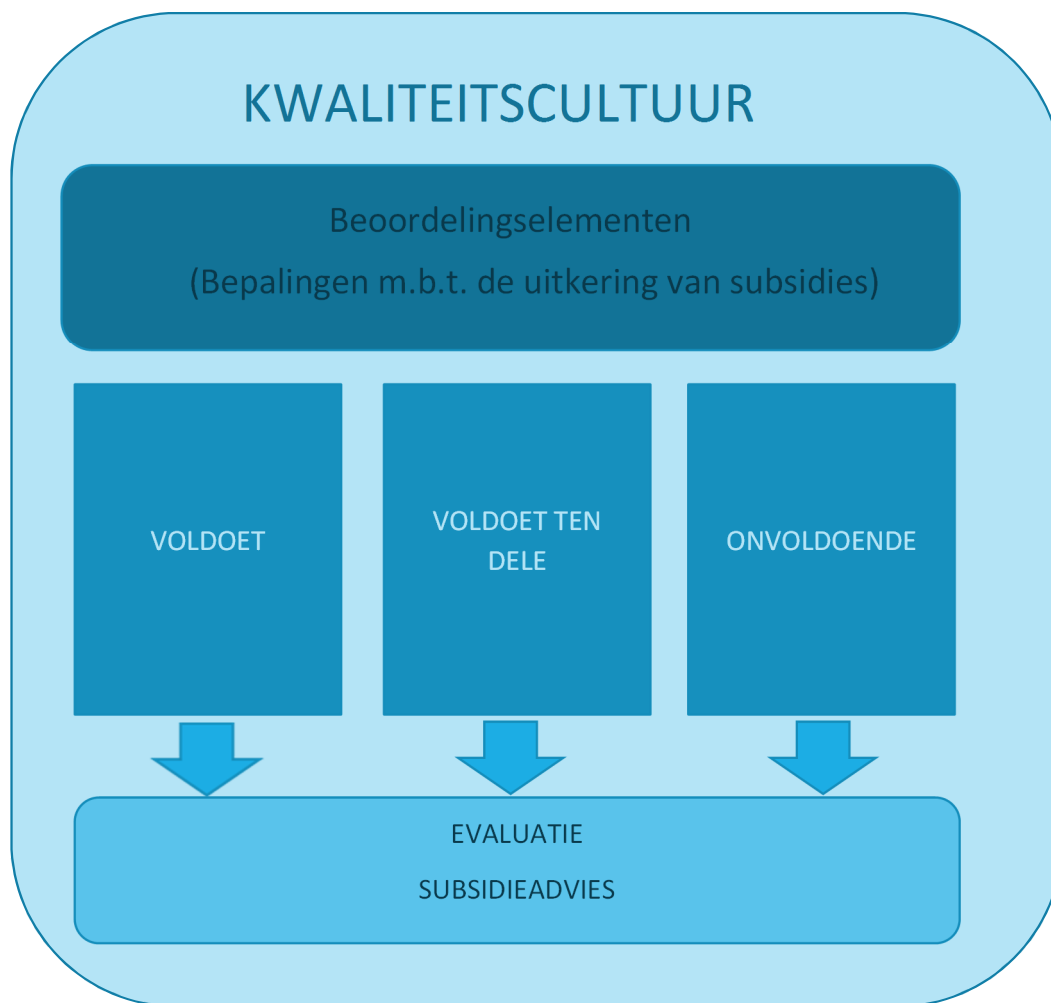 KWALITEITSCULTUUR
Beoordelingselementen
(Bepalingen m.b.t. de uitkering van subsidies)
VOLDOET
VOLDOET TEN
DELE
ONVOLDOENDE
EVALUATIE
SUBSIDIEADVIES